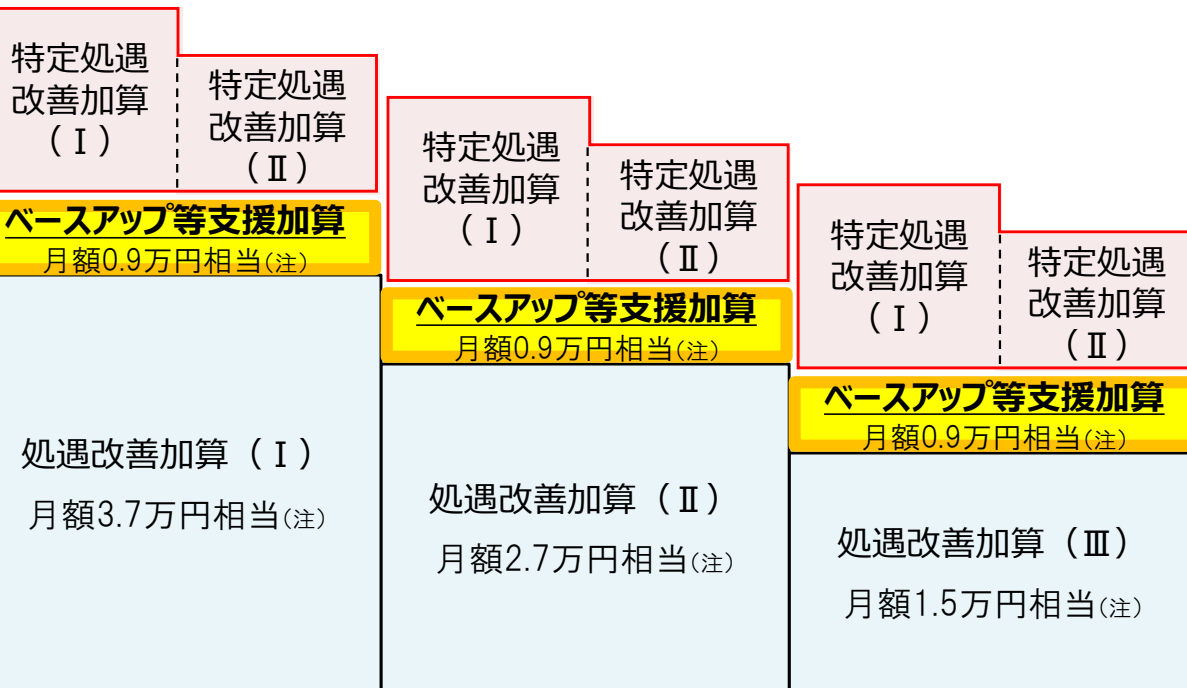 特定処遇
改善加算
（Ⅰ）
特定処遇
改善加算
（Ⅱ）
ベースアップ等支援加算
月額0.9万円相当(注)
処遇改善加算（Ⅰ）
月額3.7万円相当(注)
特定処遇
改善加算
（Ⅰ）
特定処遇
改善加算
（Ⅱ）
ベースアップ等支援加算
月額0.9万円相当(注)
処遇改善加算（Ⅱ）
月額2.7万円相当(注)
特定処遇
改善加算
（Ⅰ）
特定処遇
改善加算
（Ⅱ）
ベースアップ等支援加算
月額0.9万円相当(注)
処遇改善加算（Ⅲ）
月額1.5万円相当(注)